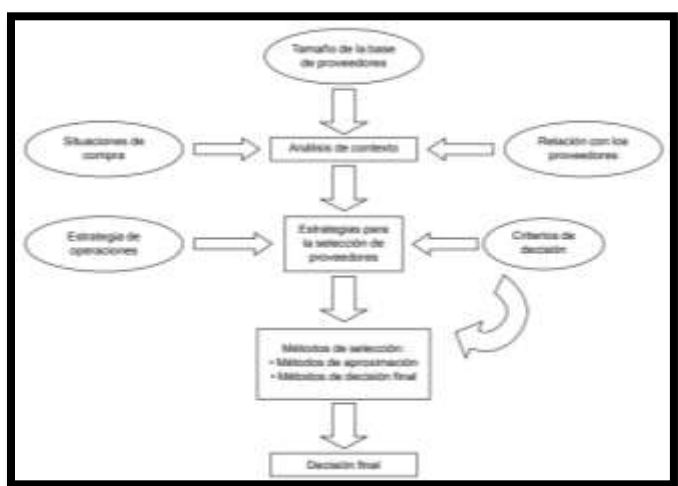 Tamaño de la base
de proveedores
Situaciones de
compra
Análisis de contexto
Relación con los
proveedores
Estrategia de
operaciones
Estrategias para
la selección de
proveedores
Criterios de
decisión
Métodos de selección:
• Métodos de aproximación
• Métodos de decisión final
Decisión final